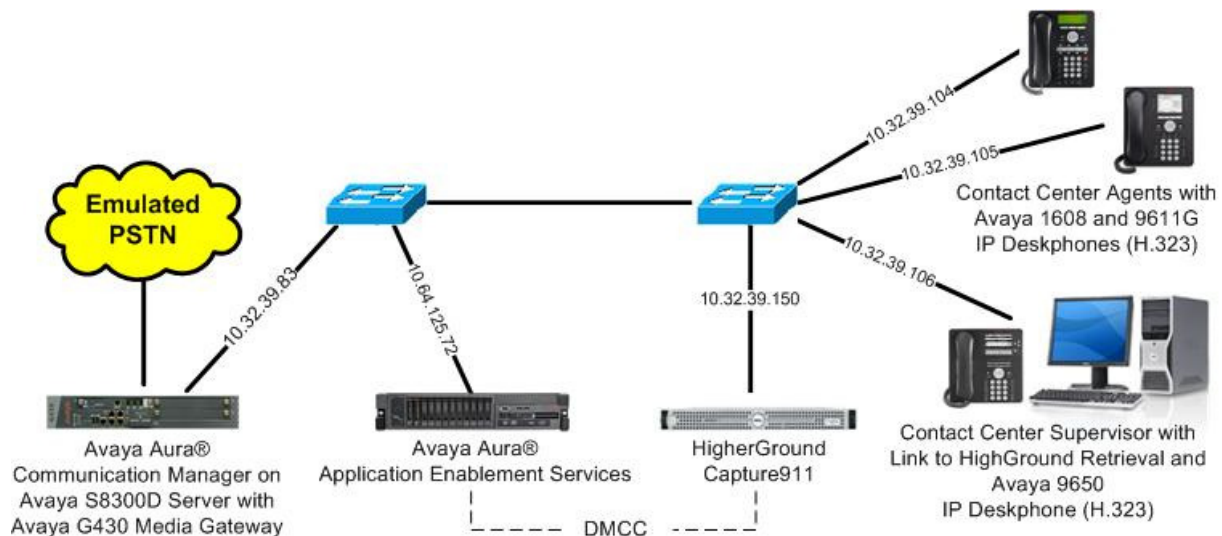 Emulated
PSTN
10.32.39.83
10.64.125.72
10.32.39.150
10.32.39.104
10.32.39.105
10.32.39.106
Contact Center Agents with
Avaya 1608 and 9611G
IP Deskphones (H.323)
Avaya Aura®
Communication Manager on
Avaya S8300D Server with
Avaya G430 Media Gateway
Avaya Aura®
Application Enablement Services
HigherGround
Capture911
DMCC
Contact Center Supervisor with
Link to HighGround Retrieval and
Avaya 9650
IP Deskphone (H.323)